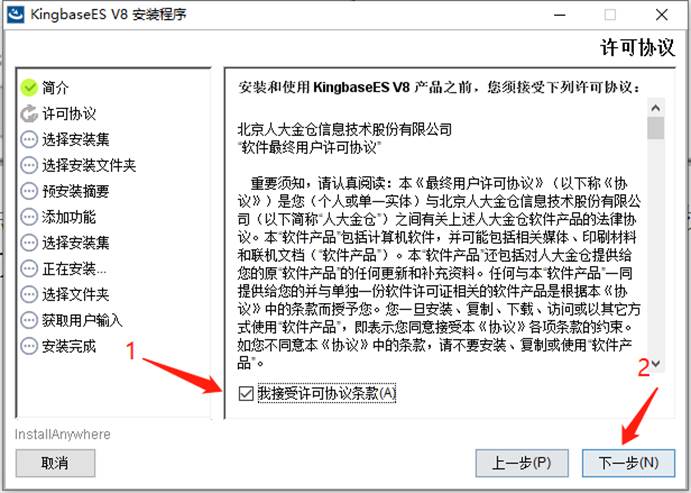 KingbaseES V8 安装程序
许可协议
简介
许可协议
选择安装集
选择安装文件夹
预安装摘要
添加功能
选择安装集
正在安装...
选择文件夹
获取用户输入
安装完成
安装和使用 KingbaseES V8 产品之前，您须接受下列许可协议：
北京人大金仓信息技术股份有限公司
“软件最终用户许可协议”
重要须知，请认真阅读：本《最终用户许可协议》（以下称《协
议》）是您（个人或单一实体）与北京人大金仓信息技术股份有限公
司（以下简称“人大金仓”）之间有关上述人大金仓软件产品的法律协
议。本“软件产品”包括计算机软件，并可能包括相关媒体、印刷材料
和联机文档（“软件产品”）。本“软件产品”还包括对人大金仓提供给
您的原“软件产品”的任何更新和补充资料。任何与本“软件产品”一同
提供给您的并与单独一份软件许可证相关的软件产品是根据本《协
议》中的条款而授予您。您一旦安装、复制、下载、访问或以其它方
式使用“软件产品”，即表示您同意接受本《协议》各项条款的约束。
如您不同意本《协议》中的条款，请不要安装、复制或使用“软件产
品”。
1
我接受许可协议条款(A)
2
InstallAnywhere
取消
上一步(P)
下一步(N)